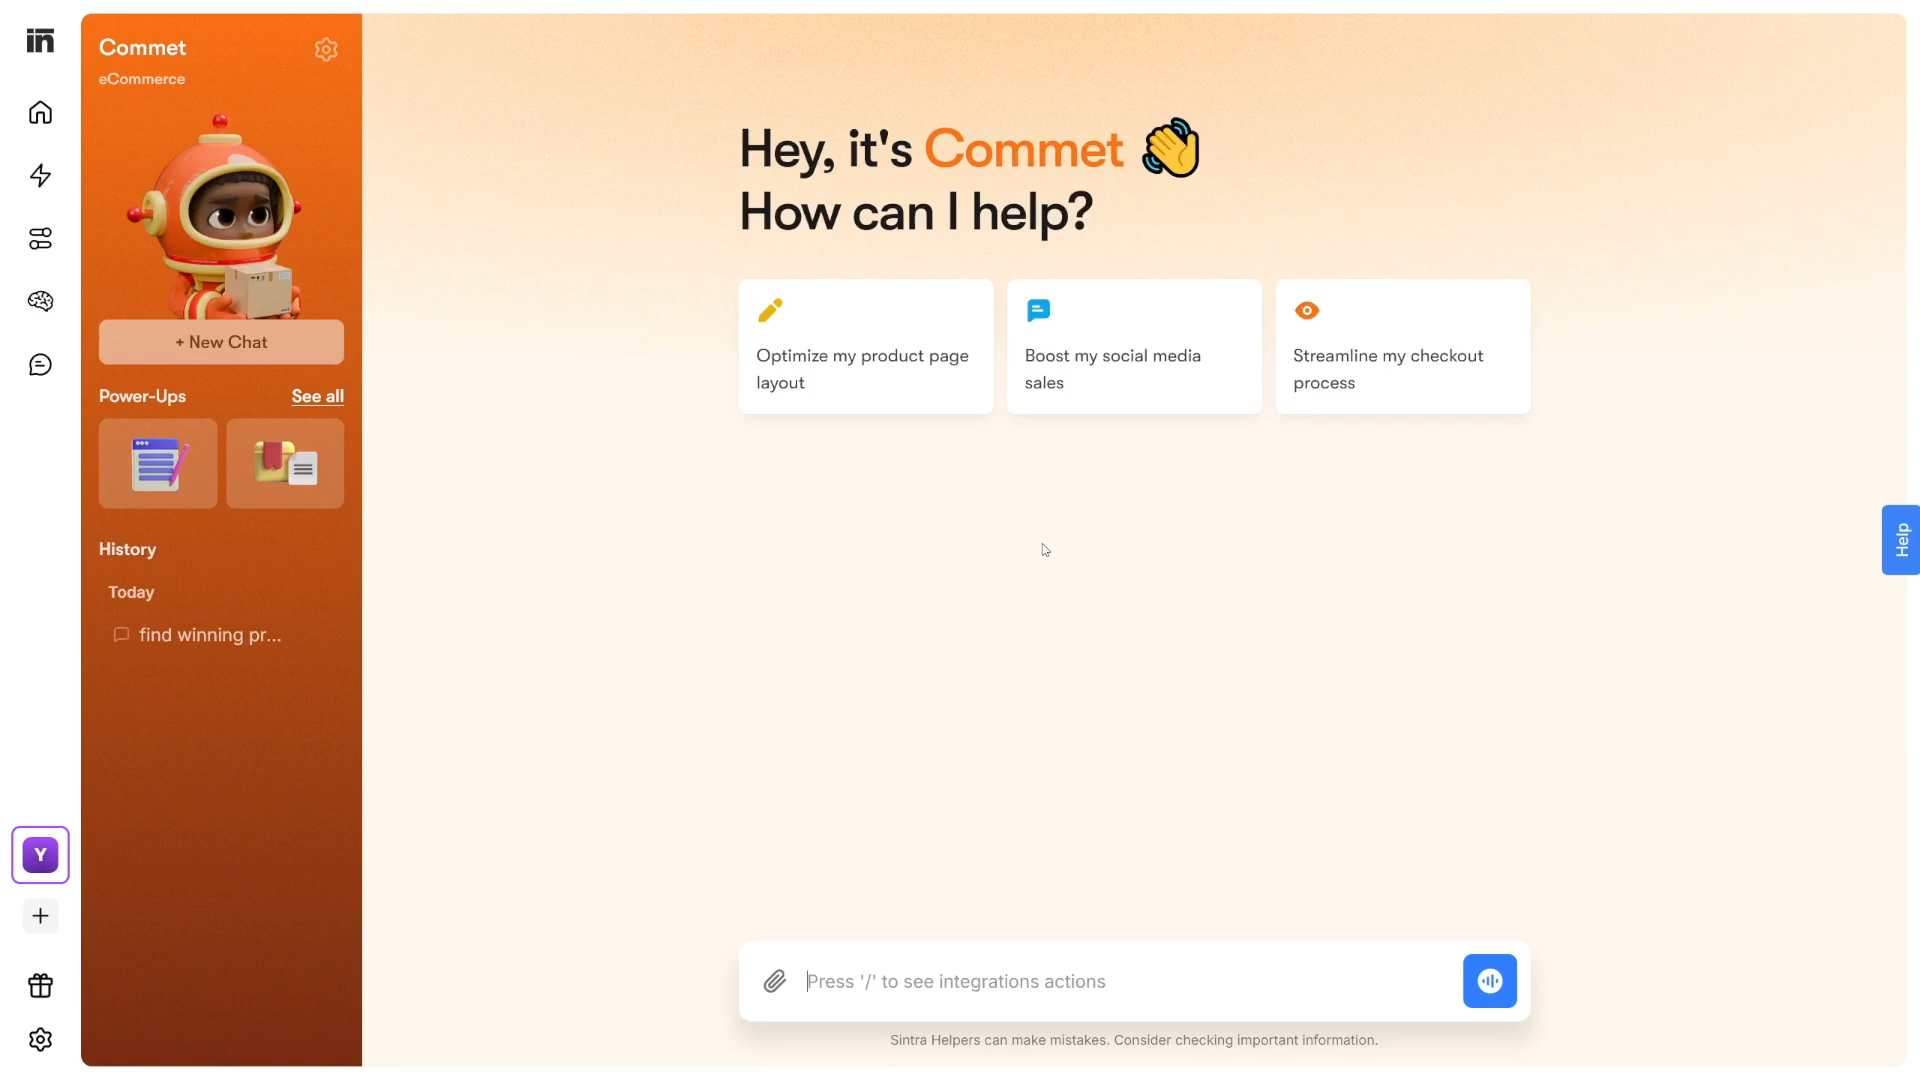 in
Commet
eCommerce
+ New Chat
Power-Ups
See all
History
Today
find winning pr...
Y
Hey, it's Commet 👋
How can I help?
Optimize my product page
layout
Boost my social media
sales
Streamline my checkout
process
Help
Press '/' to see integrations actions
Sintra Helpers can make mistakes. Consider checking important information.